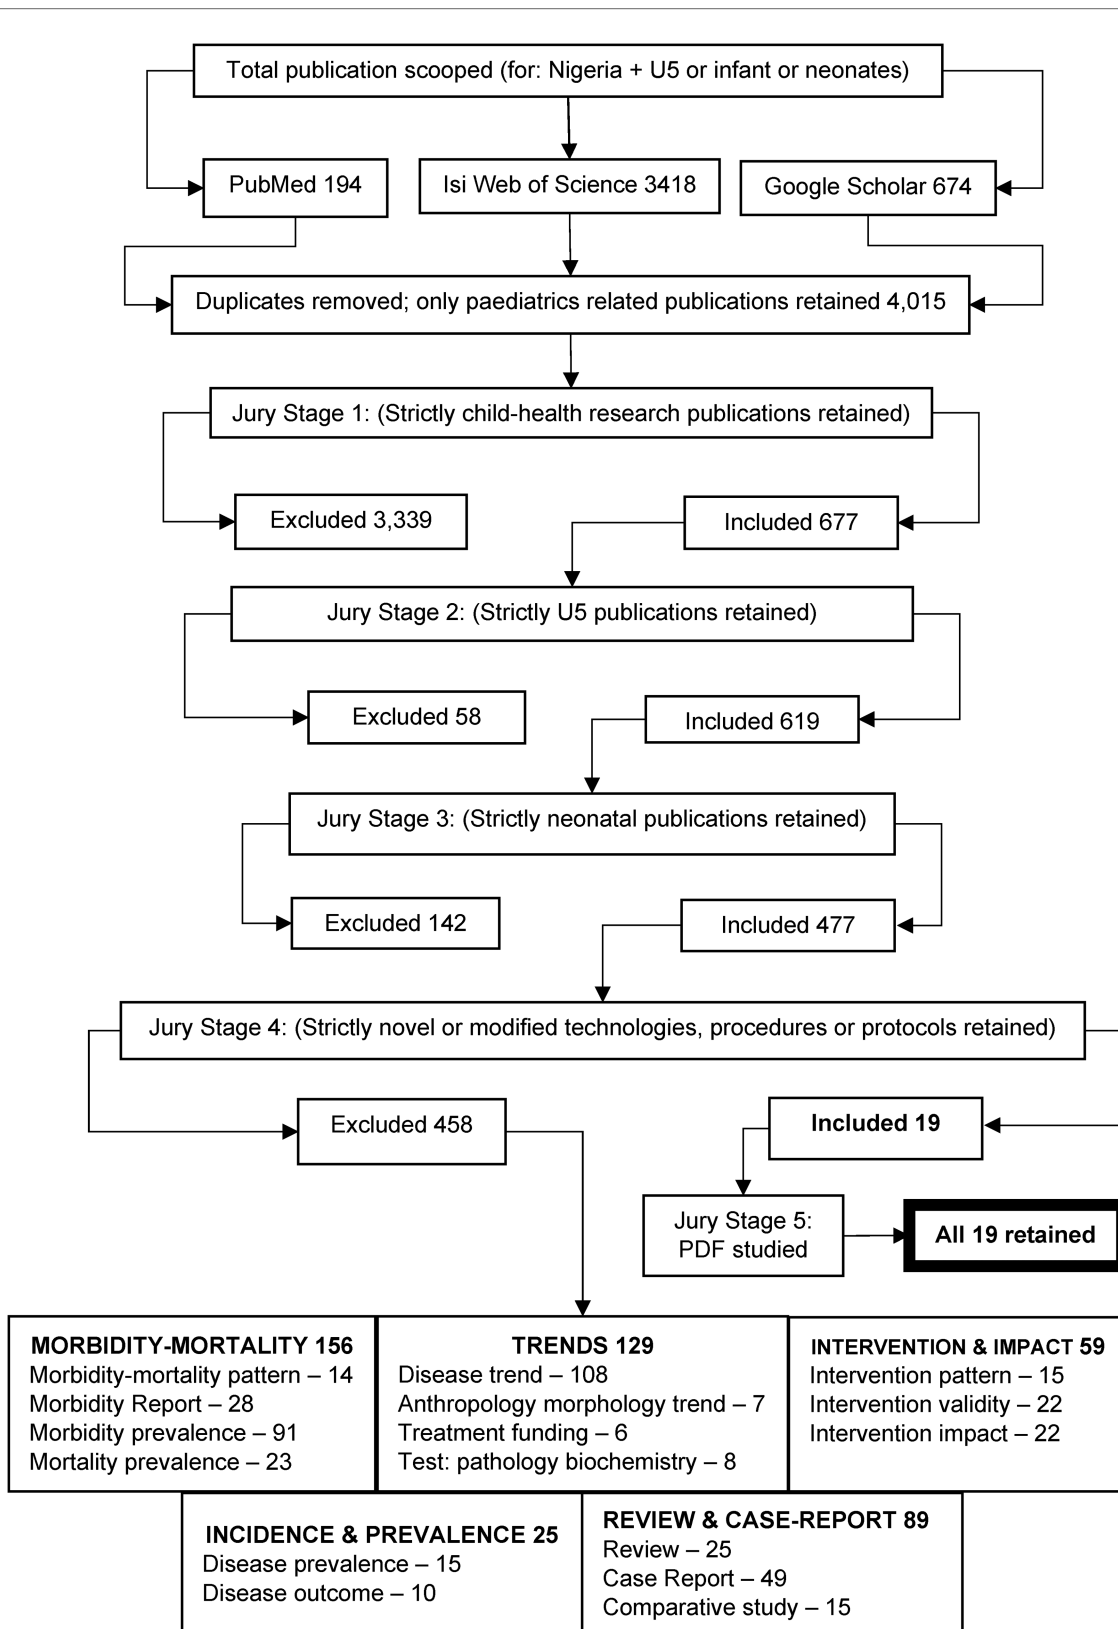 Total publication scooped (for: Nigeria + U5 or infant or neonates)
PubMed 194
Isi Web of Science 3418
Google Scholar 674
Duplicates removed; only paediatrics related publications retained 4,015
Jury Stage 1: (Strictly child-health research publications retained)
Excluded 3,339
Included 677
Jury Stage 2: (Strictly U5 publications retained)
Excluded 58
Included 619
Jury Stage 3: (Strictly neonatal publications retained)
Excluded 142
Included 477
Jury Stage 4: (Strictly novel or modified technologies, procedures or protocols retained)
Excluded 458
Included 19
Jury Stage 5:
PDF studied
All 19 retained
MORBIDITY-MORTALITY 156
Morbidity-mortality pattern – 14
Morbidity Report – 28
Morbidity prevalence – 91
Mortality prevalence – 23
TRENDS 129
Disease trend – 108
Anthropology morphology trend – 7
Treatment funding – 6
Test: pathology biochemistry – 8
INTERVENTION & IMPACT 59
Intervention pattern – 15
Intervention validity – 22
Intervention impact – 22
INCIDENCE & PREVALENCE 25
Disease prevalence – 15
Disease outcome – 10
REVIEW & CASE-REPORT 89
Review – 25
Case Report – 49
Comparative study – 15